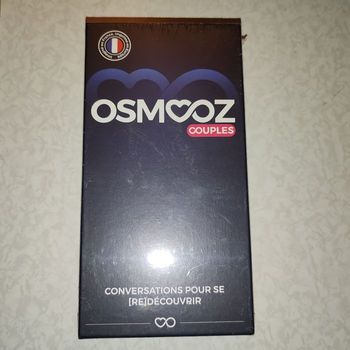 OSMOOZ
COUPLES
CONVERSATIONS POUR SE
[RE]DÉCOUVRIR